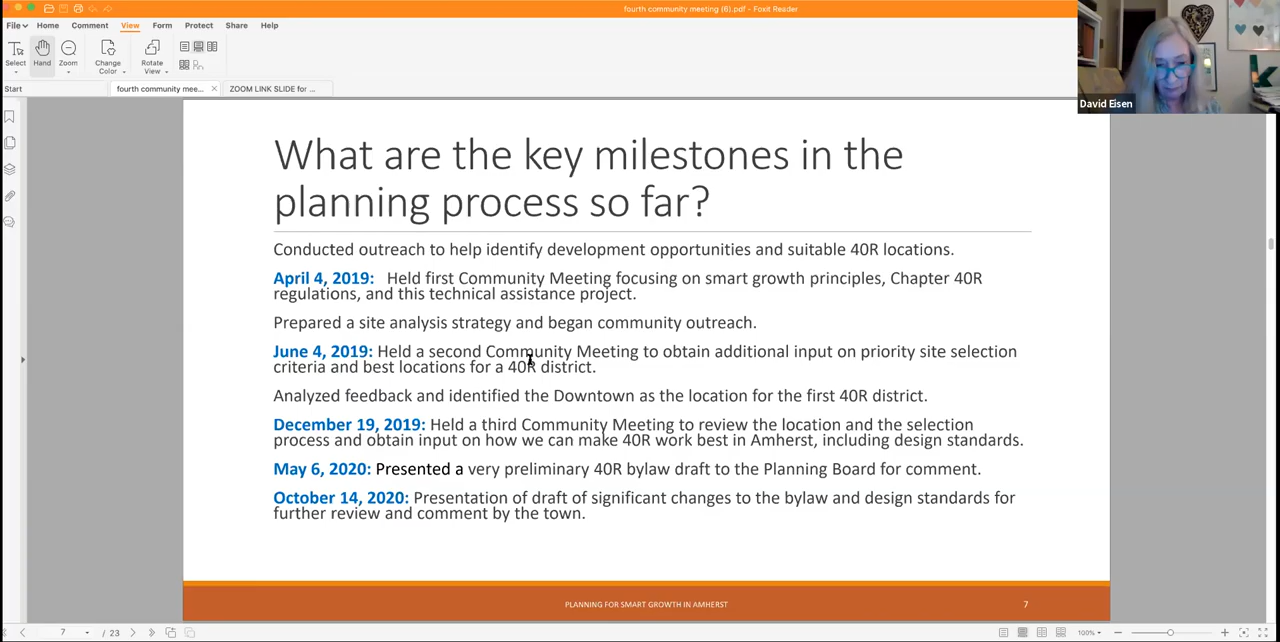 fourth community meeting (6).pdf - Foxit Reader
File Home Comment View Form Protect Share Help
Select Hand Zoom Change Color Rotate View
Start fourth community mee... ZOOM LINK SLIDE for ...
David Eisen
What are the key milestones in the
planning process so far?
Conducted outreach to help identify development opportunities and suitable 40R locations.
April 4, 2019: Held first Community Meeting focusing on smart growth principles, Chapter 40R
regulations, and this technical assistance project.
Prepared a site analysis strategy and began community outreach.
June 4, 2019: Held a second Community Meeting to obtain additional input on priority site selection
criteria and best locations for a 40R district.
Analyzed feedback and identified the Downtown as the location for the first 40R district.
December 19, 2019: Held a third Community Meeting to review the location and the selection
process and obtain input on how we can make 40R work best in Amherst, including design standards.
May 6, 2020: Presented a very preliminary 40R bylaw draft to the Planning Board for comment.
October 14, 2020: Presentation of draft of significant changes to the bylaw and design standards for
further review and comment by the town.
PLANNING FOR SMART GROWTH IN AMHERST 7
7 / 23 100%